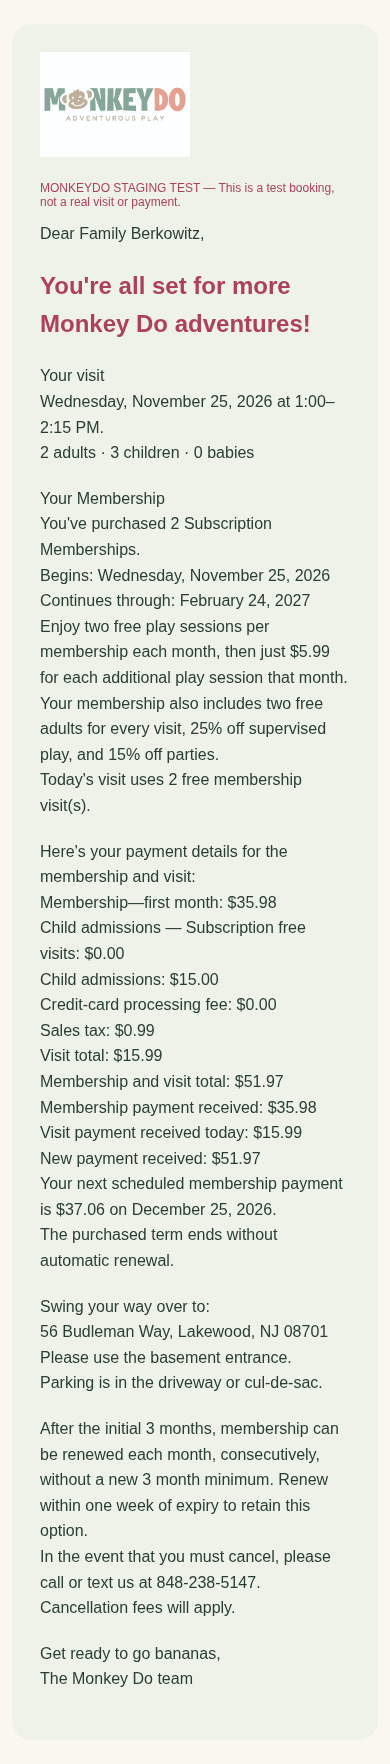 MONKEYDO
ADVENTUROUS PLAY
MONKEYDO STAGING TEST — This is a test booking,
not a real visit or payment.
Dear Family Berkowitz,
You're all set for more
Monkey Do adventures!
Your visit
Wednesday, November 25, 2026 at 1:00–
2:15 PM.
2 adults · 3 children · 0 babies
Your Membership
You've purchased 2 Subscription
Memberships.
Begins: Wednesday, November 25, 2026
Continues through: February 24, 2027
Enjoy two free play sessions per
membership each month, then just $5.99
for each additional play session that month.
Your membership also includes two free
adults for every visit, 25% off supervised
play, and 15% off parties.
Today's visit uses 2 free membership
visit(s).
Here's your payment details for the
membership and visit:
Membership—first month: $35.98
Child admissions — Subscription free
visits: $0.00
Child admissions: $15.00
Credit-card processing fee: $0.00
Sales tax: $0.99
Visit total: $15.99
Membership and visit total: $51.97
Membership payment received: $35.98
Visit payment received today: $15.99
New payment received: $51.97
Your next scheduled membership payment
is $37.06 on December 25, 2026.
The purchased term ends without
automatic renewal.
Swing your way over to:
56 Budleman Way, Lakewood, NJ 08701
Please use the basement entrance.
Parking is in the driveway or cul-de-sac.
After the initial 3 months, membership can
be renewed each month, consecutively,
without a new 3 month minimum. Renew
within one week of expiry to retain this
option.
In the event that you must cancel, please
call or text us at 848-238-5147.
Cancellation fees will apply.
Get ready to go bananas,
The Monkey Do team